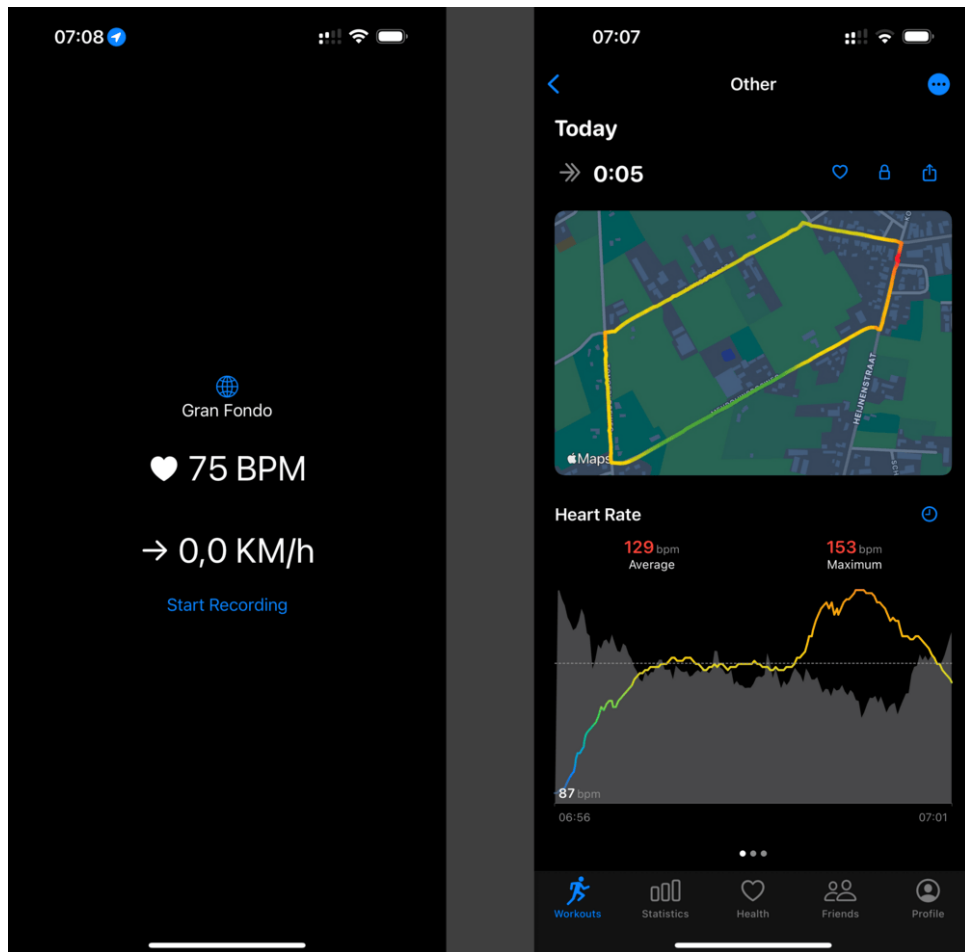 07:08
Gran Fondo
75 BPM
→ 0,0 KM/h
Start Recording
07:07
Other
Today
0:05
HEIJNENSTRAAT
Maps
Heart Rate
129 bpm
Average
153 bpm
Maximum
87 bpm
06:56
07:01
Workouts
Statistics
Health
Friends
Profile